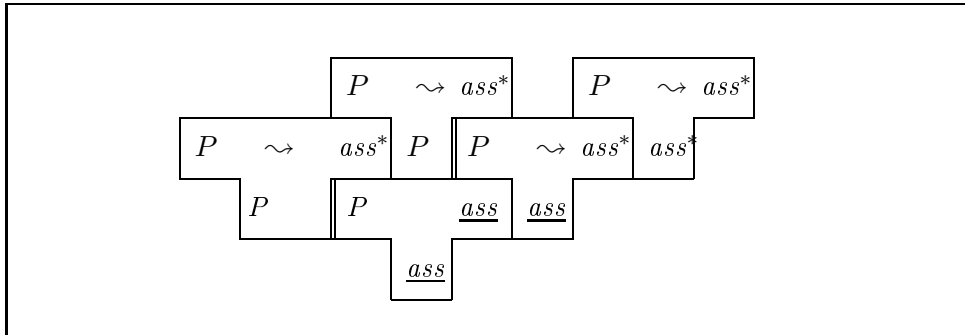 P ⤳ ass* P ⤳ ass*
P ⤳ ass* P P ⤳ ass* ass*
P P ass ass
ass